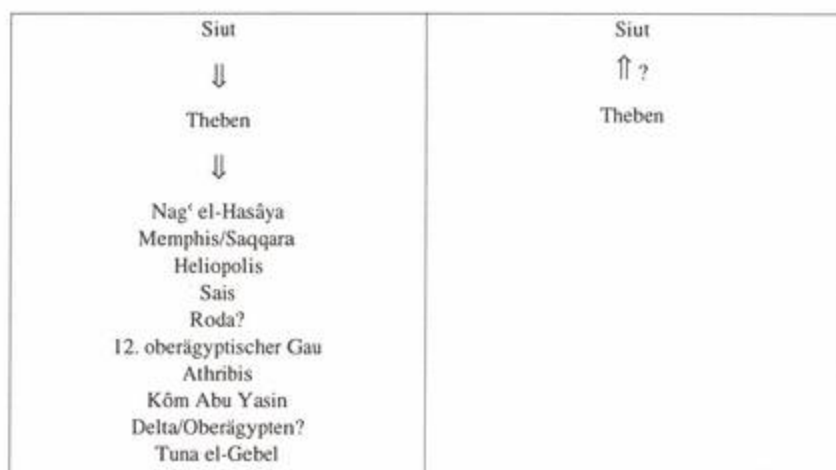 Siut
⇓
Theben
⇓
Nagʿ el-Hasâya
Memphis/Saqqara
Heliopolis
Sais
Roda?
12. oberägyptischer Gau
Athribis
Kôm Abu Yasin
Delta/Oberägypten?
Tuna el-Gebel
Siut
⇑ ?
Theben